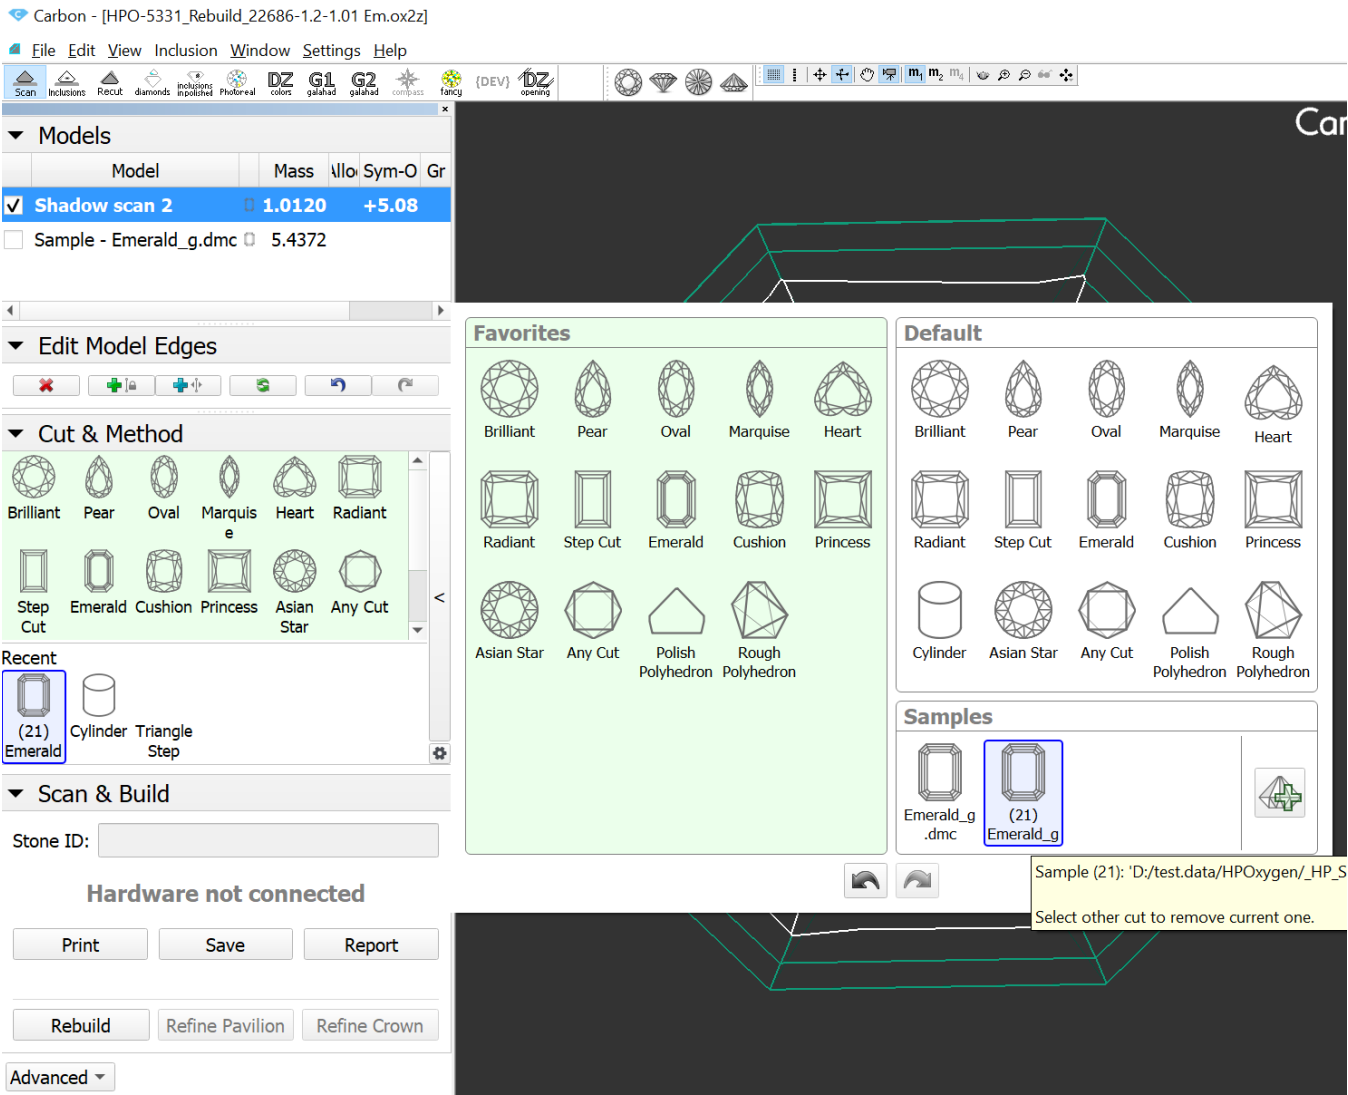 Carbon - [HPO-5331_Rebuild_22686-1.2-1.01 Em.ox2z]
File Edit View Inclusion Window Settings Help
Scan Inclusions Recut diamonds inclusions inpolished Photoreal DZ colors G1 galahad G2 galahad compass fancy {DEV} DZ opening m1 m2 m4
Models
Model Mass Sym-O Gr
Shadow scan 2 1.0120 +5.08
Sample - Emerald_g.dmc 5.4372
Edit Model Edges
Cut & Method
Brilliant Pear Oval Marquis Heart Radiant
e
Step Emerald Cushion Princess Asian Any Cut
Cut Star
<
Recent
(21) Cylinder Triangle
Emerald Step
Scan & Build
Stone ID:
Hardware not connected
Print Save Report
Rebuild Refine Pavilion Refine Crown
Advanced
Car
Favorites
Brilliant Pear Oval Marquise Heart
Radiant Step Cut Emerald Cushion Princess
Asian Star Any Cut Polish Rough
Polyhedron Polyhedron
Default
Brilliant Pear Oval Marquise Heart
Radiant Step Cut Emerald Cushion Princess
Cylinder Asian Star Any Cut Polish Rough
Polyhedron Polyhedron
Samples
Emerald_g (21)
.dmc Emerald_g
Sample (21): 'D:/test.data/HPOxygen/_HP_S
Select other cut to remove current one.